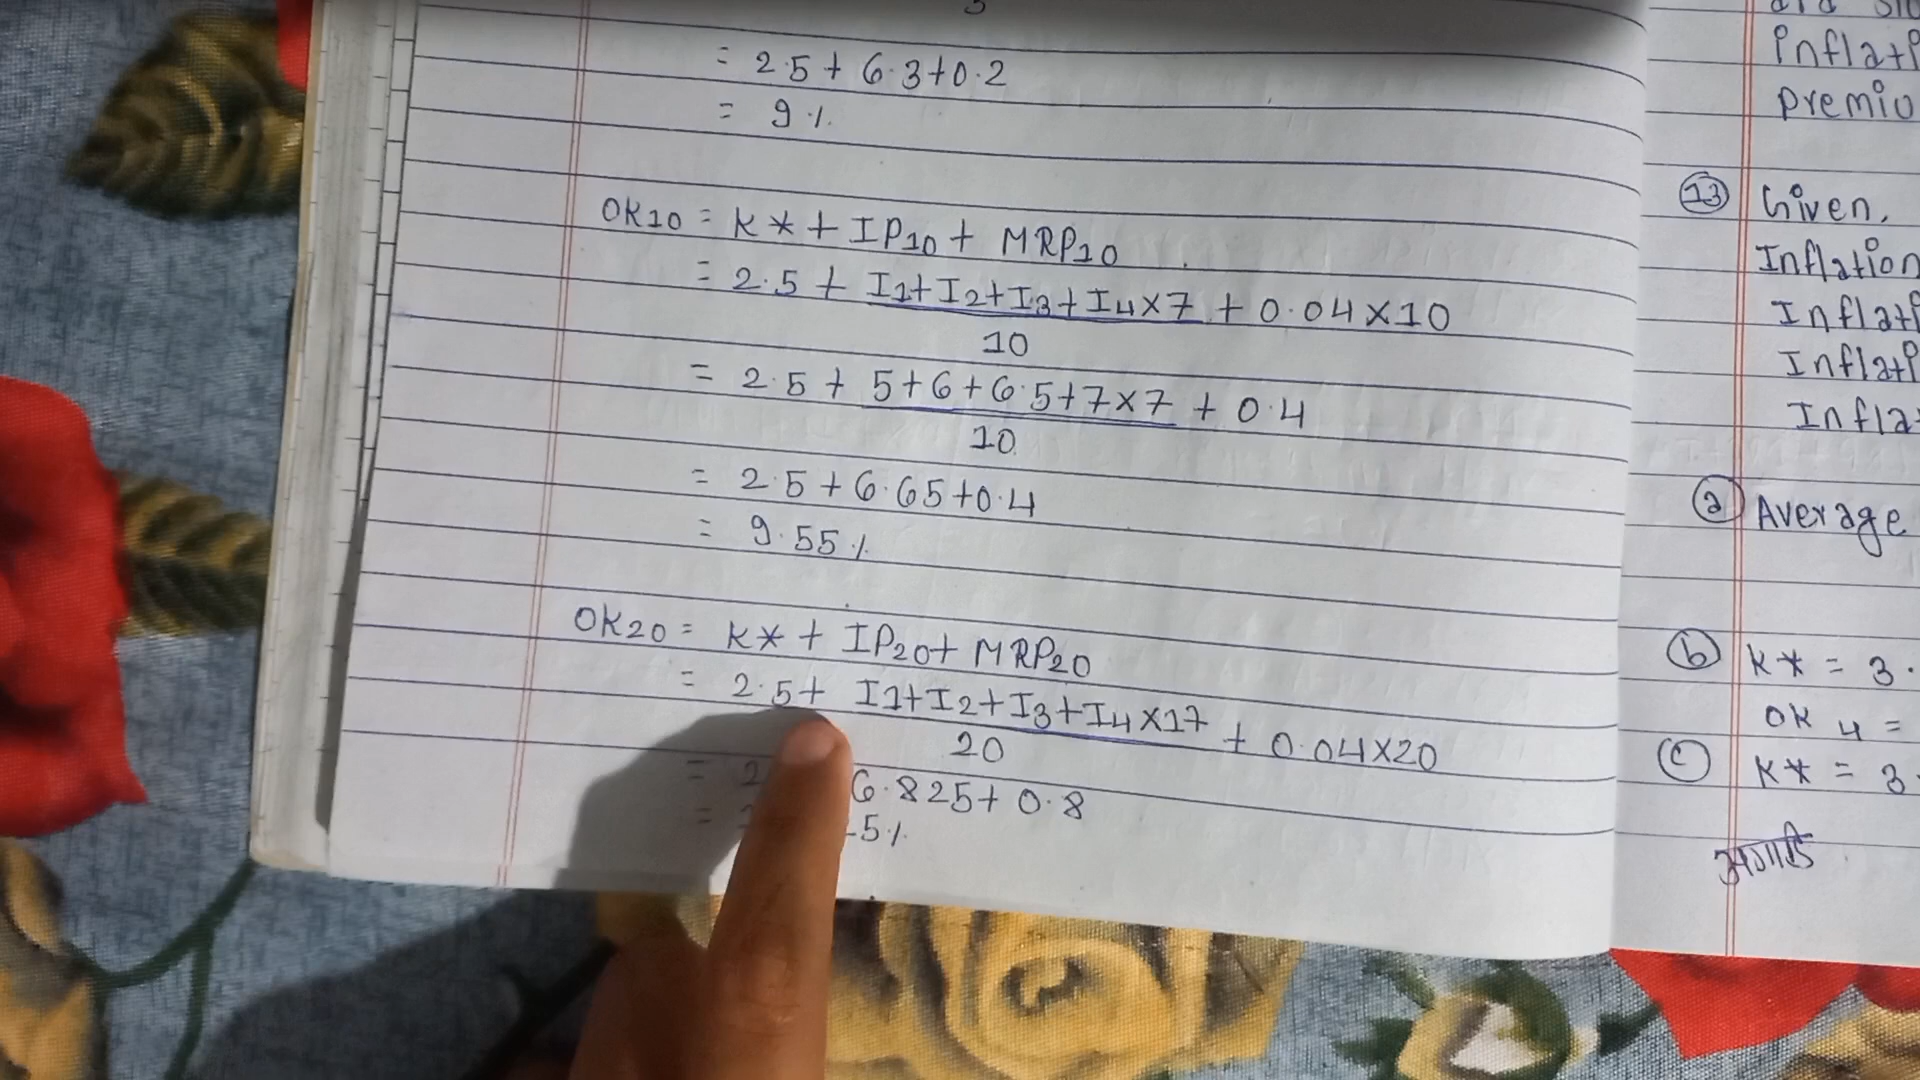 = 2.5 + 6.3 + 0.2
= 9%
OK10 = K* + IP10 + MRP10
= 2.5 + I1+I2+I3+I4×7 + 0.04×10
10
= 2.5 + 5+6+6.5+7×7 + 0.4
10
= 2.5 + 6.65 + 0.4
= 9.55%
OK20 = K* + IP20 + MRP20
= 2.5 + I1+I2+I3+I4×17 + 0.04×20
20
= 2 6.825 + 0.8
= 5%
Inflati
Premiu
13 Given,
Inflation
Inflati
Inflati
Infla
a Average
b K* = 3.
OK 4 =
c K* = 3